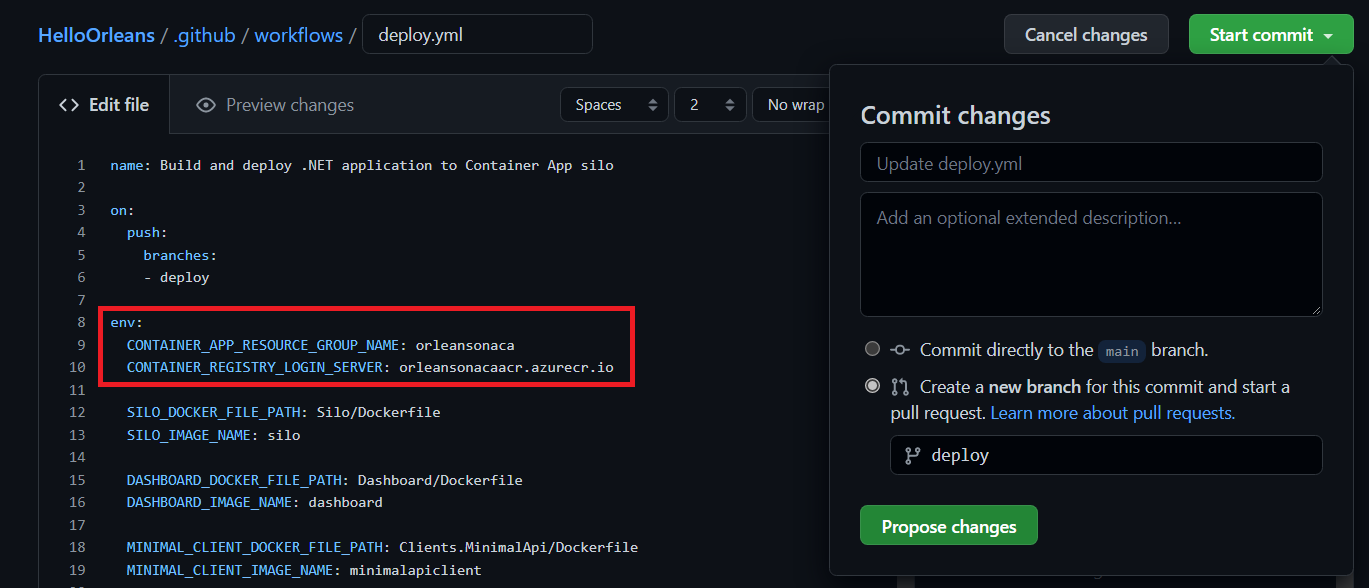 HelloOrleans / .github / workflows / deploy.yml
Cancel changes
Start commit
Edit file
Preview changes
Spaces
2
No wrap
1 name: Build and deploy .NET application to Container App silo
2
3 on:
4 push:
5 branches:
6 - deploy
7
8 env:
9 CONTAINER_APP_RESOURCE_GROUP_NAME: orleansonaca
10 CONTAINER_REGISTRY_LOGIN_SERVER: orleansonacaacr.azurecr.io
11
12 SILO_DOCKER_FILE_PATH: Silo/Dockerfile
13 SILO_IMAGE_NAME: silo
14
15 DASHBOARD_DOCKER_FILE_PATH: Dashboard/Dockerfile
16 DASHBOARD_IMAGE_NAME: dashboard
17
18 MINIMAL_CLIENT_DOCKER_FILE_PATH: Clients.MinimalApi/Dockerfile
19 MINIMAL_CLIENT_IMAGE_NAME: minimalapiclient
Commit changes
Update deploy.yml
Add an optional extended description...
Commit directly to the main branch.
Create a new branch for this commit and start a
pull request. Learn more about pull requests.
deploy
Propose changes